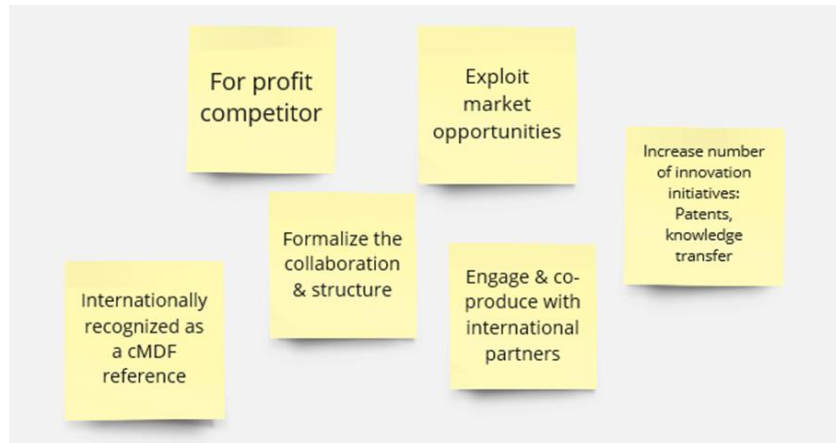 For profit
competitor
Exploit
market
opportunities
Increase number
of innovation
initiatives:
Patents,
knowledge
transfer
Formalize the
collaboration
& structure
Engage & co-
produce with
international
partners
Internationally
recognized as
a cMDF
reference